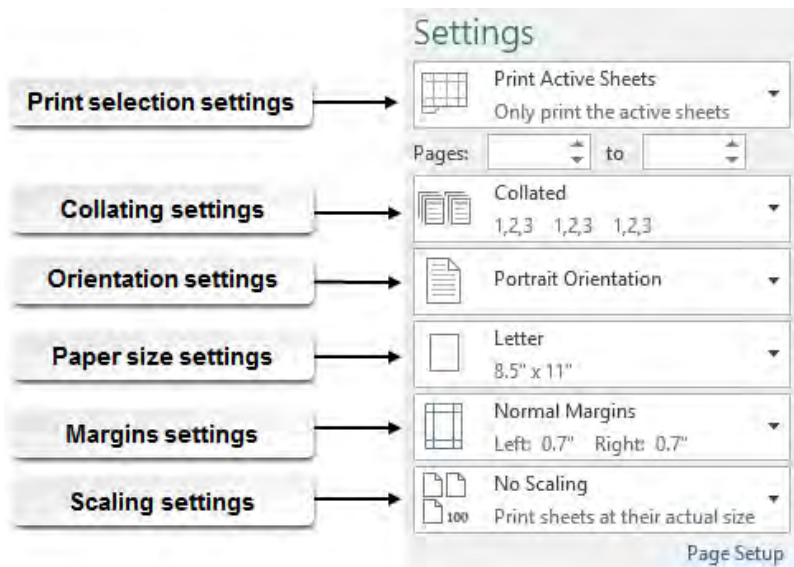 Settings
Print selection settings
Print Active Sheets
Only print the active sheets
Pages: to
Collating settings
Collated
1,2,3 1,2,3 1,2,3
Orientation settings
Portrait Orientation
Paper size settings
Letter
8.5" x 11"
Margins settings
Normal Margins
Left: 0.7" Right: 0.7"
Scaling settings
No Scaling
100
Print sheets at their actual size
Page Setup